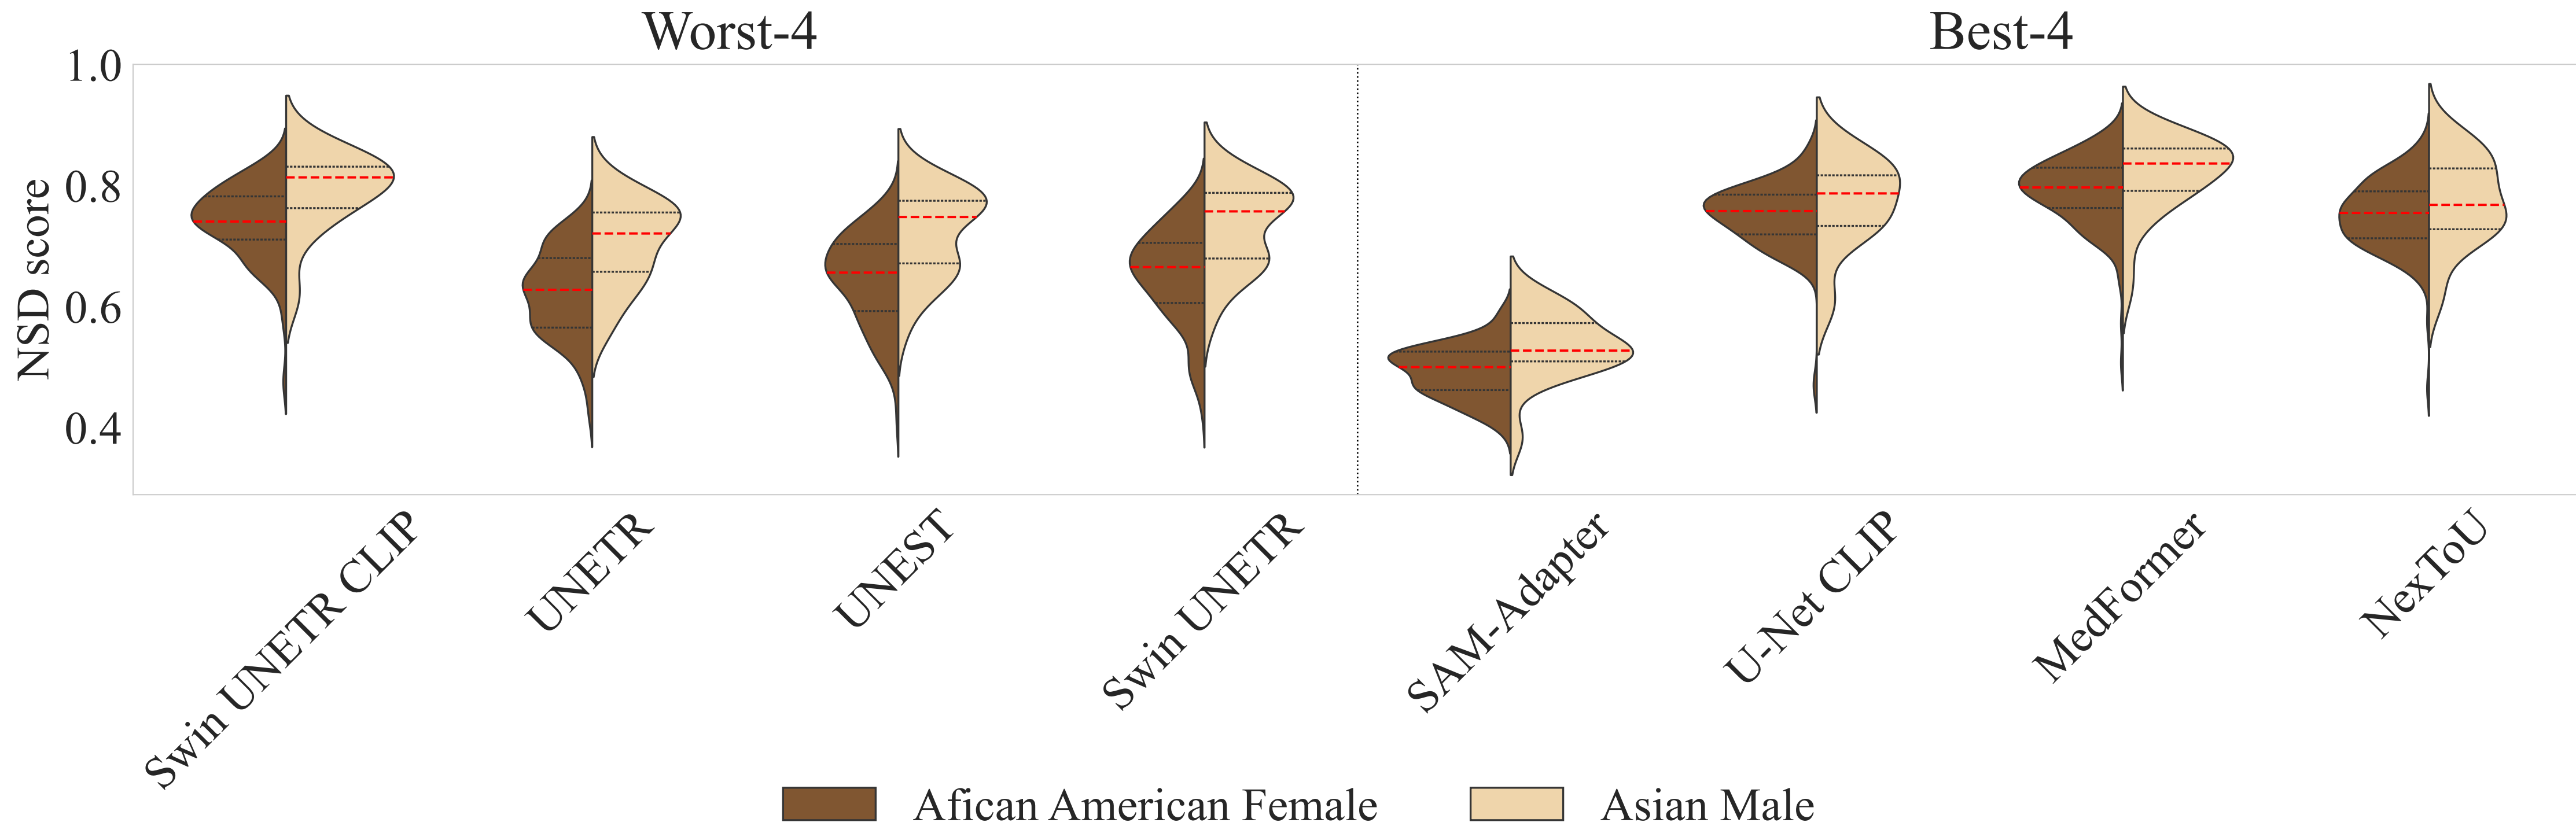 Worst-4
Best-4
NSD score
1.0
0.8
0.6
0.4
Swin UNETR CLIP
UNETR
UNEST
Swin UNETR
SAM-Adapter
U-Net CLIP
MedFormer
NexToU
Afican American Female
Asian Male